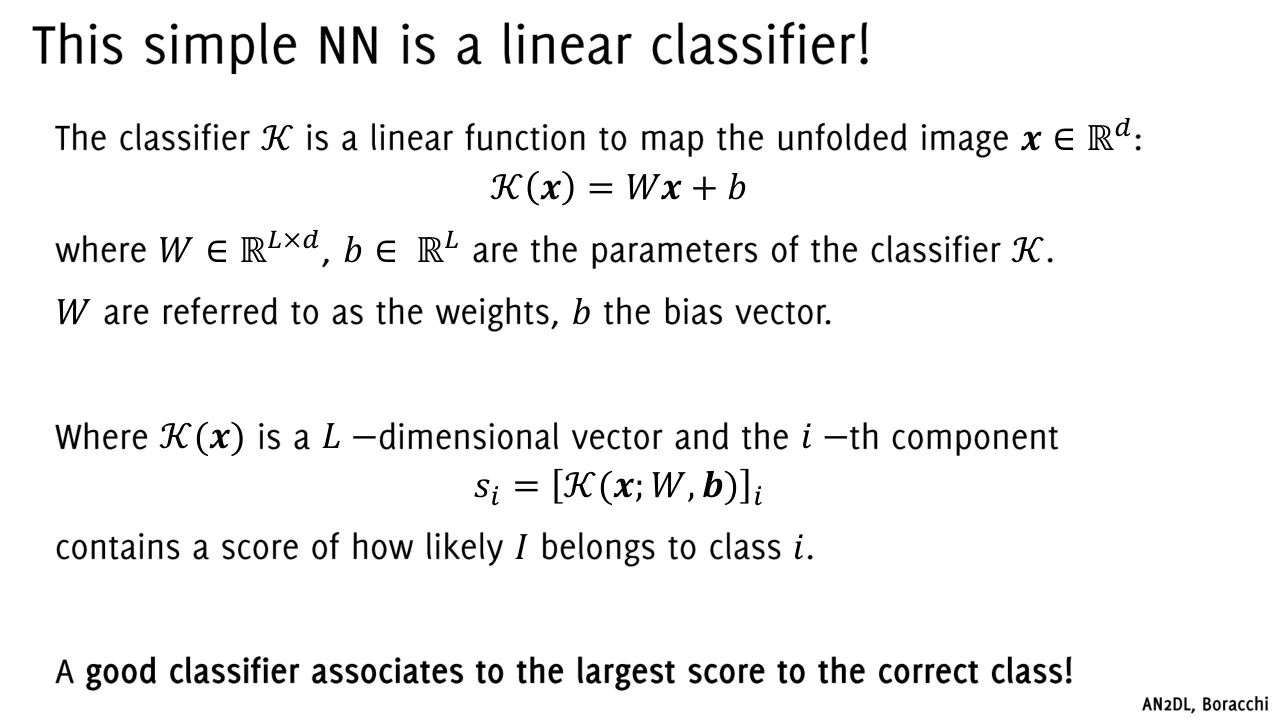 This simple NN is a linear classifier!
The classifier 𝒦 is a linear function to map the unfolded image 𝒙 ∈ ℝ^d:
𝒦(𝒙) = W𝒙 + b
where W ∈ ℝ^{L×d}, b ∈ ℝ^L are the parameters of the classifier 𝒦.
W are referred to as the weights, b the bias vector.
Where 𝒦(𝒙) is a L −dimensional vector and the i −th component
s_i = [𝒦(𝒙; W, 𝒃)]_i
contains a score of how likely I belongs to class i.
A good classifier associates to the largest score to the correct class!
AN2DL, Boracchi